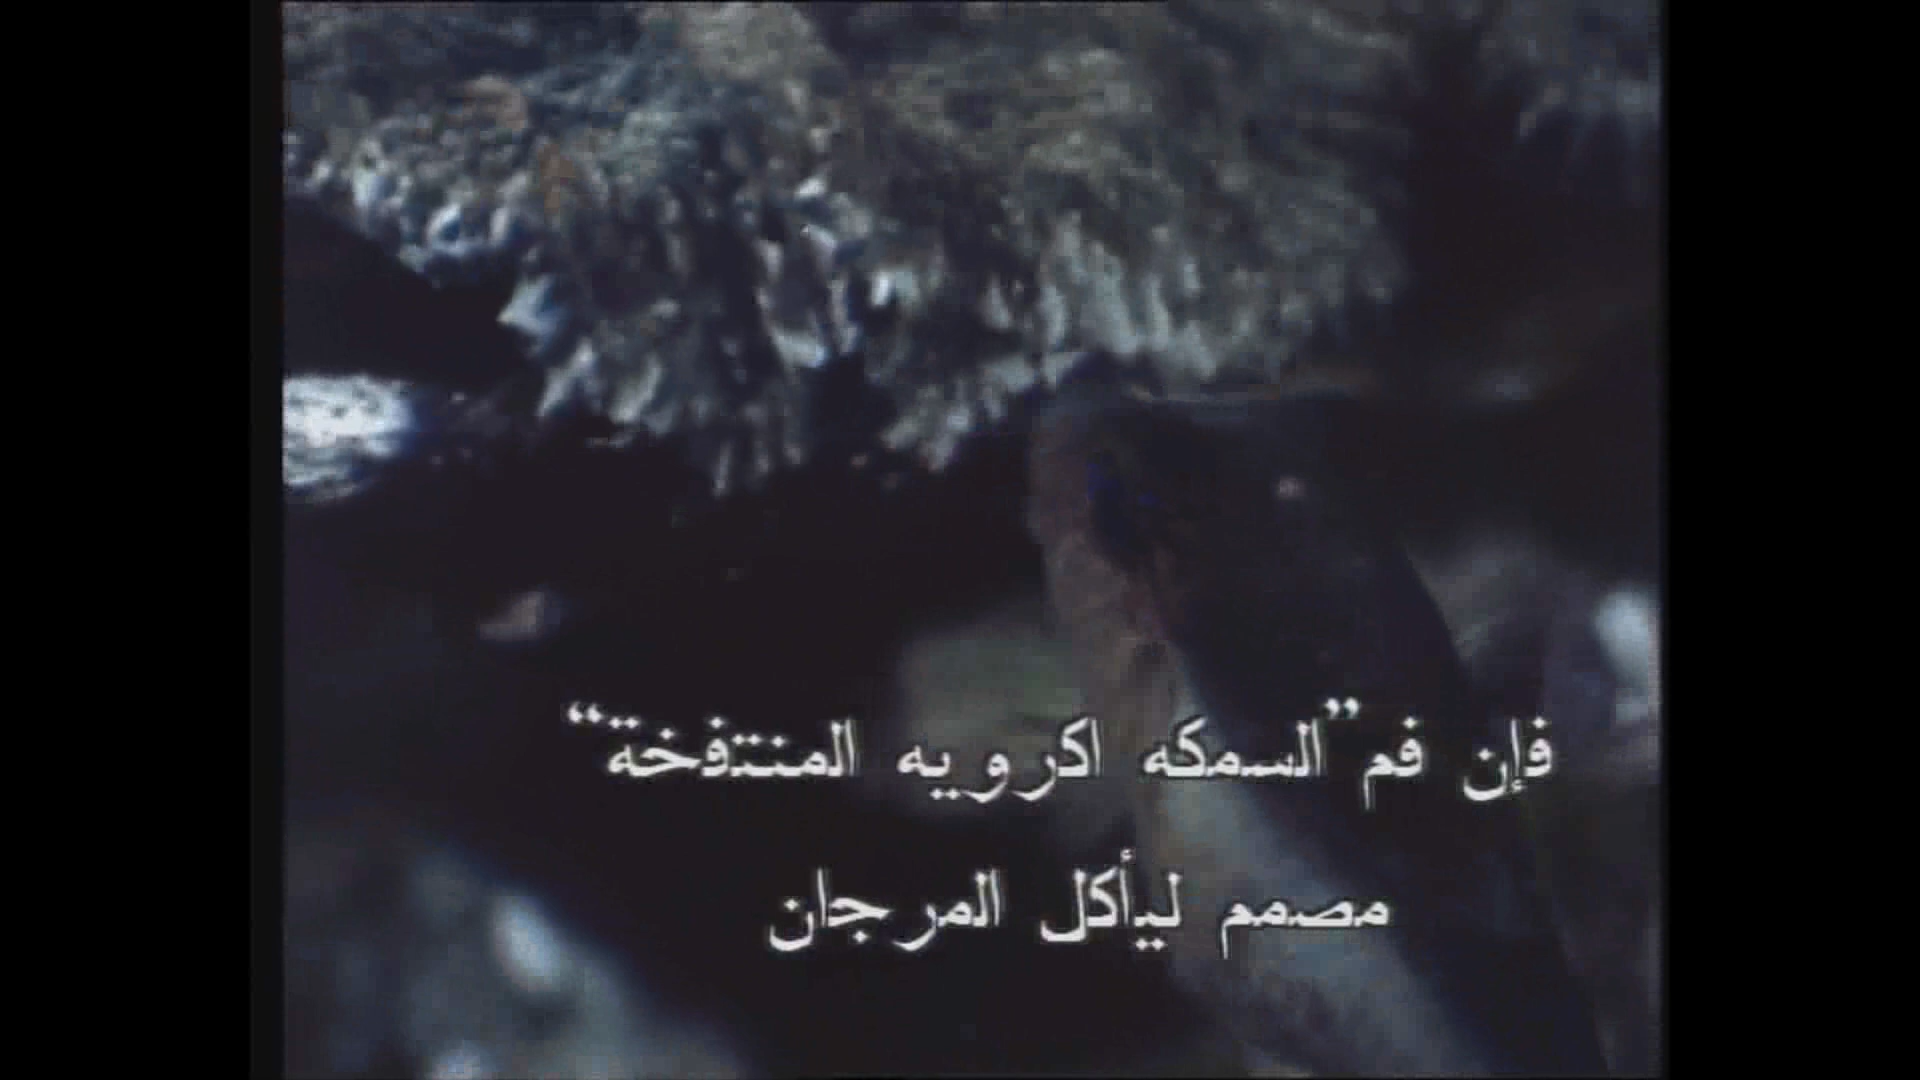 فإن فم ”السمكه اكرويه المنتفخة“
مصمم ليأكل المرجان